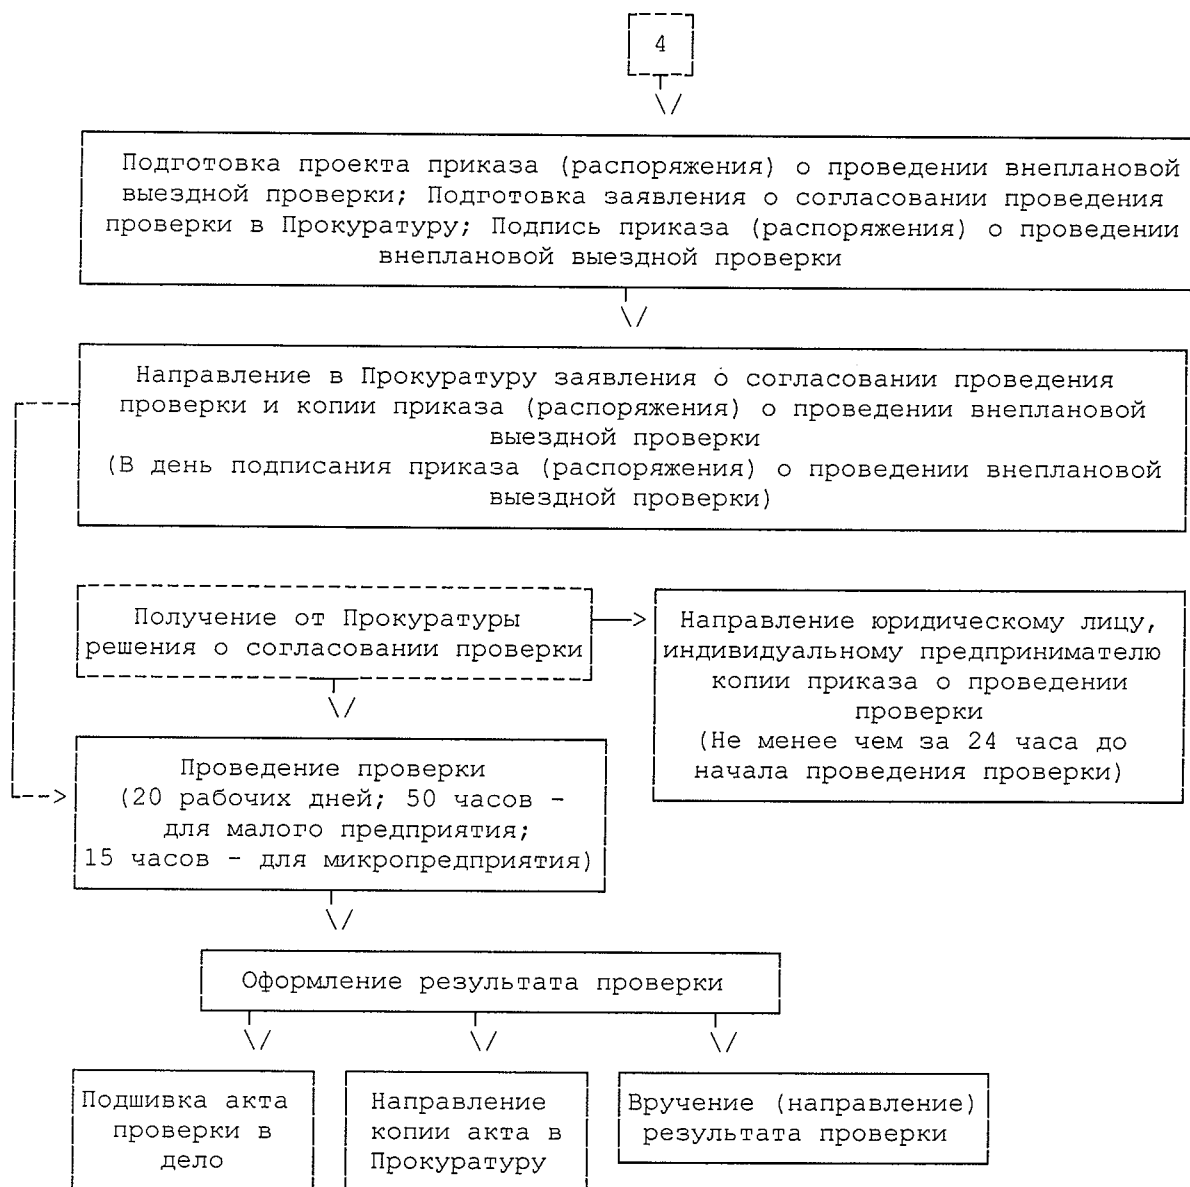 4
Подготовка проекта приказа (распоряжения) о проведении внеплановой
выездной проверки; Подготовка заявления о согласовании проведения
проверки в Прокуратуру; Подпись приказа (распоряжения) о проведении
внеплановой выездной проверки
Направление в Прокуратуру заявления о согласовании проведения
проверки и копии приказа (распоряжения) о проведении внеплановой
выездной проверки
(В день подписания приказа (распоряжения) о проведении внеплановой
выездной проверки)
Получение от Прокуратуры
решения о согласовании проверки
Направление юридическому лицу,
индивидуальному предпринимателю
копии приказа о проведении
проверки
(Не менее чем за 24 часа до
начала проведения проверки)
Проведение проверки
(20 рабочих дней; 50 часов -
для малого предприятия;
15 часов - для микропредприятия)
Оформление результата проверки
Подшивка акта
проверки в
дело
Направление
копии акта в
Прокуратуру
Вручение (направление)
результата проверки